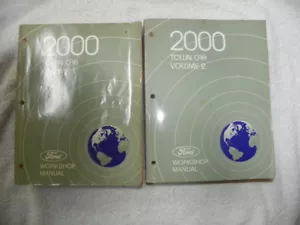 2000
TOWN CAR
Ford
WORKSHOP
MANUAL
2000
TOWN CAR
VOLUME 2
Ford
WORKSHOP
MANUAL